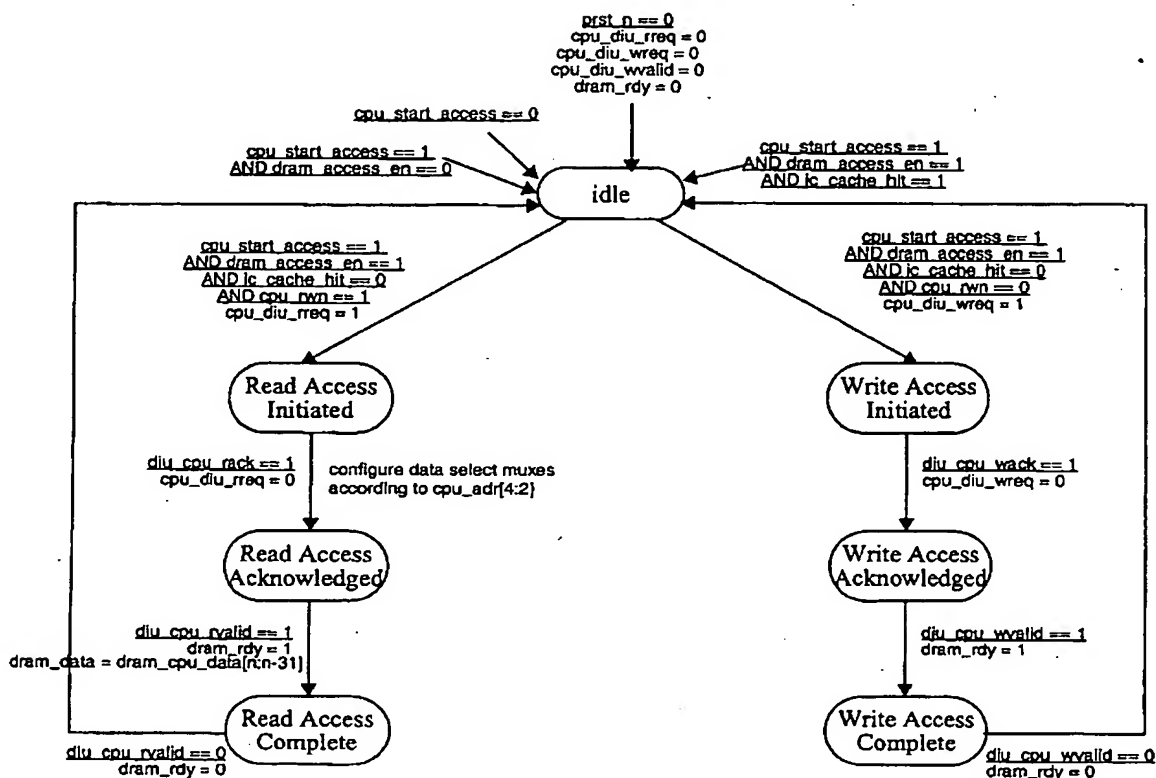 prst_n == 0
cpu_diu_rreq = 0
cpu_diu_wreq = 0
cpu_diu_wvalid = 0
dram_rdy = 0
cpu_start_access == 0
cpu_start_access == 1
AND dram_access_en == 0
cpu_start_access == 1
AND dram_access_en == 1
AND ic_cache_hit == 1
idle
cpu_start_access == 1
AND dram_access_en == 1
AND ic_cache_hit == 0
AND cpu_rwn == 1
cpu_diu_rreq = 1
cpu_start_access == 1
AND dram_access_en == 1
AND ic_cache_hit == 0
AND cpu_rwn == 0
cpu_diu_wreq = 1
Read Access
Initiated
Write Access
Initiated
diu_cpu_rack == 1
cpu_diu_rreq = 0
configure data select muxes
according to cpu_adr[4:2]
diu_cpu_wack == 1
cpu_diu_wreq = 0
Read Access
Acknowledged
Write Access
Acknowledged
diu_cpu_rvalid == 1
dram_rdy = 1
dram_data = dram_cpu_data[n:n-31]
diu_cpu_wvalid == 1
dram_rdy = 1
Read Access
Complete
Write Access
Complete
diu_cpu_rvalid == 0
dram_rdy = 0
diu_cpu_wvalid == 0
dram_rdy = 0